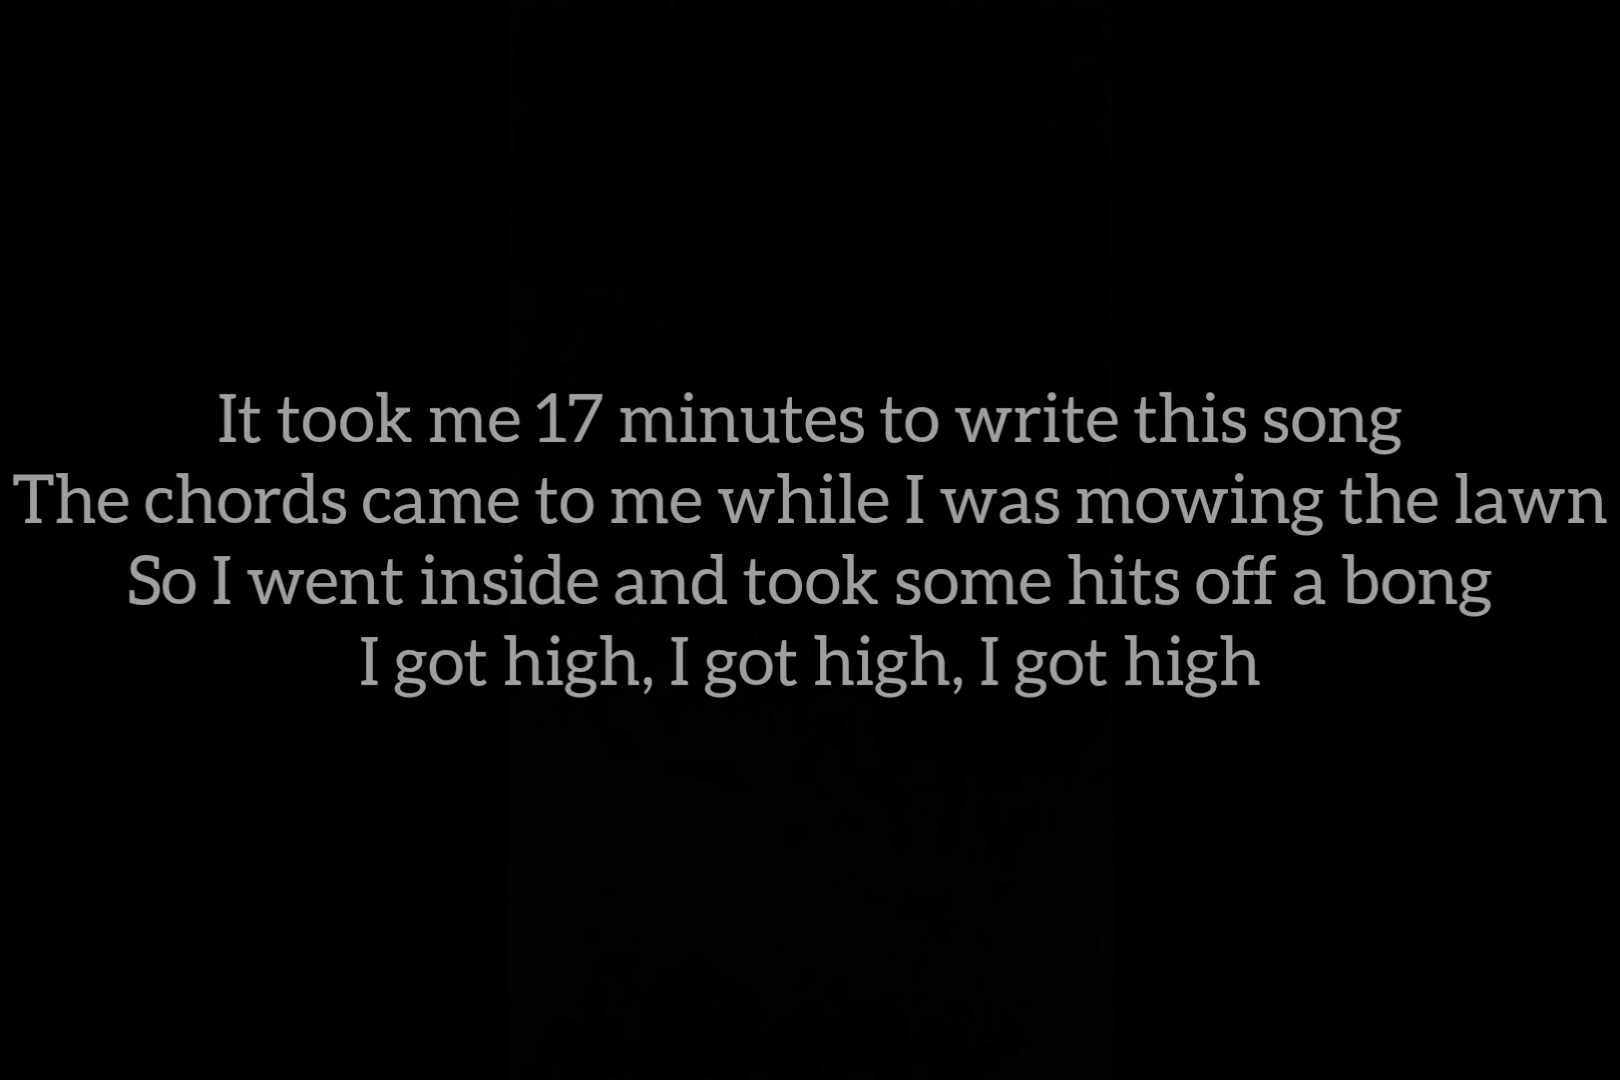 It took me 17 minutes to write this song
The chords came to me while I was mowing the lawn
So I went inside and took some hits off a bong
I got high, I got high, I got high